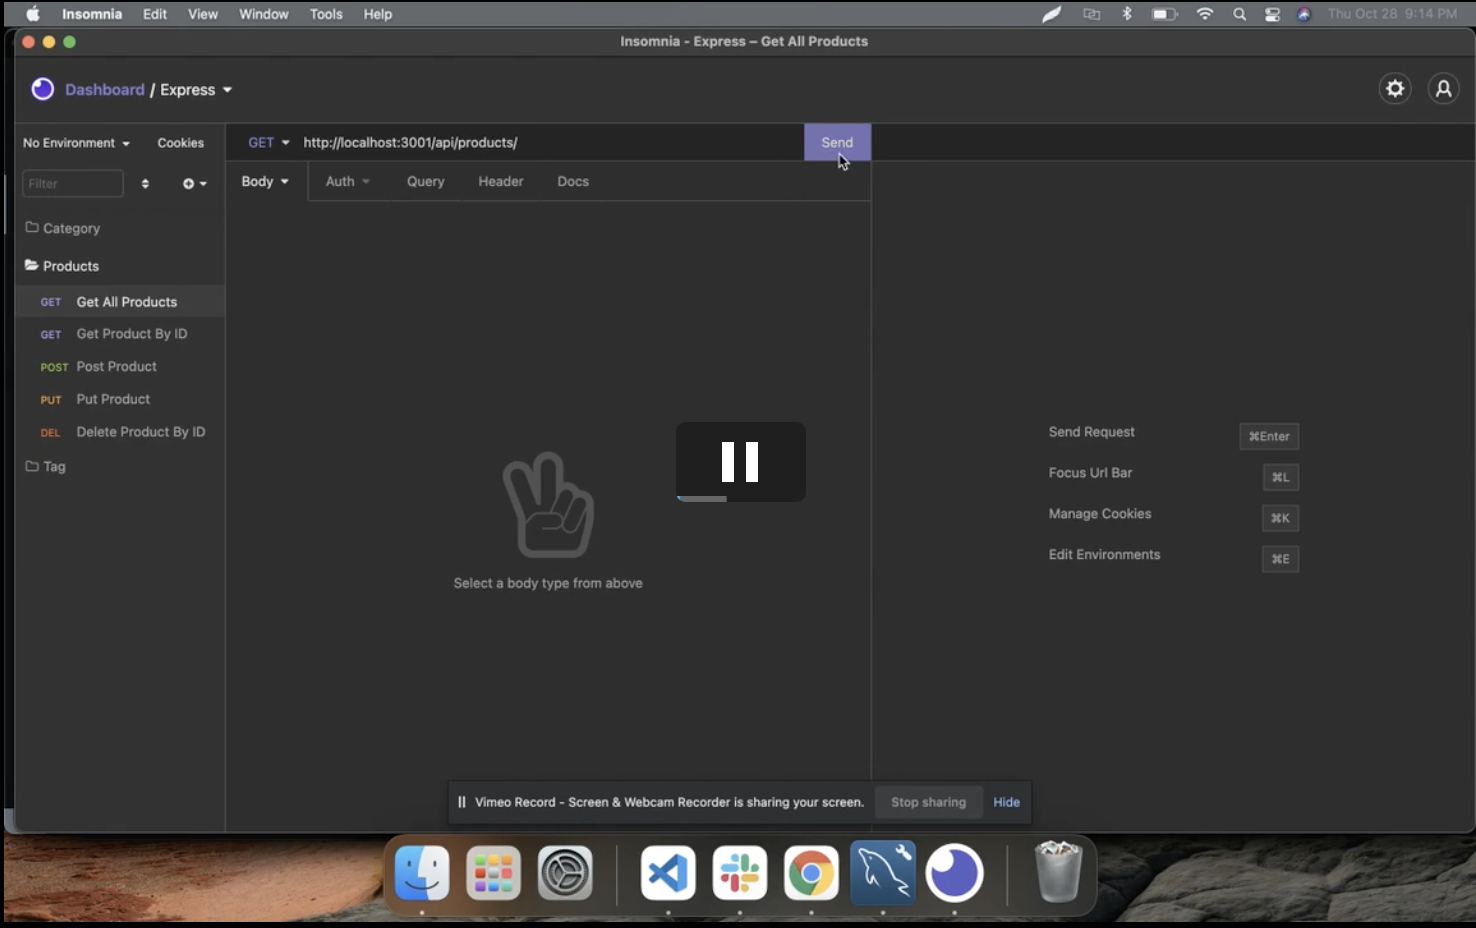 Insomnia Edit View Window Tools Help Thu Oct 28 9:14 PM
Insomnia - Express – Get All Products
Dashboard / Express
No Environment Cookies GET http://localhost:3001/api/products/ Send
Filter Body Auth Query Header Docs
Category
Products
GET Get All Products
GET Get Product By ID
POST Post Product
PUT Put Product
DEL Delete Product By ID
Tag
Send Request ⌘Enter
Focus Url Bar ⌘L
Manage Cookies ⌘K
Edit Environments ⌘E
Select a body type from above
Vimeo Record - Screen & Webcam Recorder is sharing your screen. Stop sharing Hide